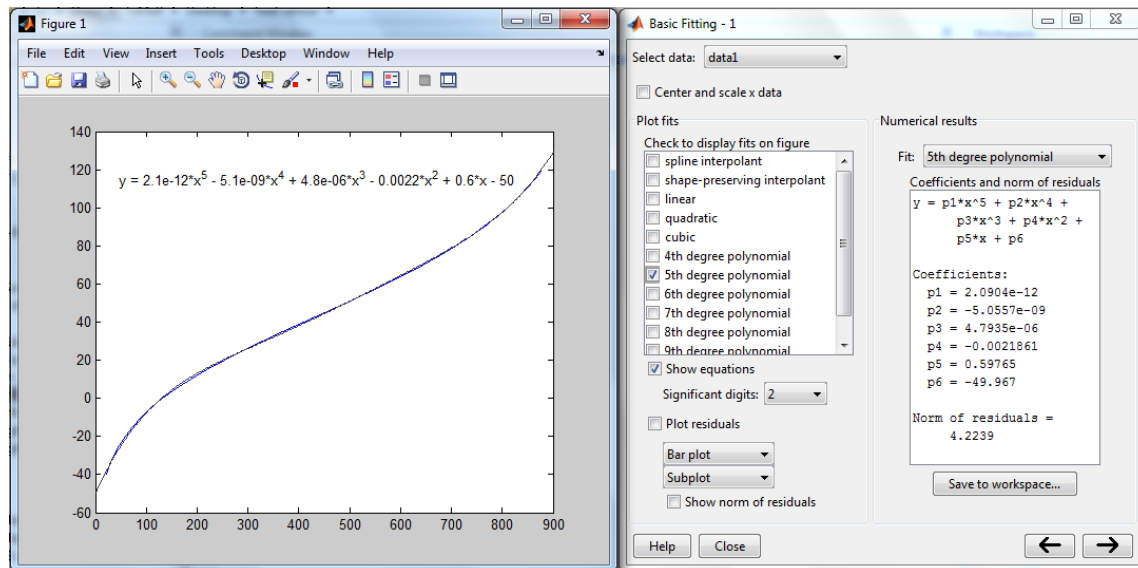 Figure 1
File Edit View Insert Tools Desktop Window Help
140
120
100
80
60
40
20
0
-20
-40
-60
y = 2.1e-12*x^5 - 5.1e-09*x^4 + 4.8e-06*x^3 - 0.0022*x^2 + 0.6*x - 50
0 100 200 300 400 500 600 700 800 900
Basic Fitting - 1
Select data: data1
Center and scale x data
Plot fits
Check to display fits on figure
spline interpolant
shape-preserving interpolant
linear
quadratic
cubic
4th degree polynomial
5th degree polynomial
6th degree polynomial
7th degree polynomial
8th degree polynomial
9th degree polynomial
Show equations
Significant digits: 2
Plot residuals
Bar plot
Subplot
Show norm of residuals
Numerical results
Fit: 5th degree polynomial
Coefficients and norm of residuals
y = p1*x^5 + p2*x^4 +
p3*x^3 + p4*x^2 +
p5*x + p6
Coefficients:
p1 = 2.0904e-12
p2 = -5.0557e-09
p3 = 4.7935e-06
p4 = -0.0021861
p5 = 0.59765
p6 = -49.967
Norm of residuals =
4.2239
Save to workspace...
Help Close